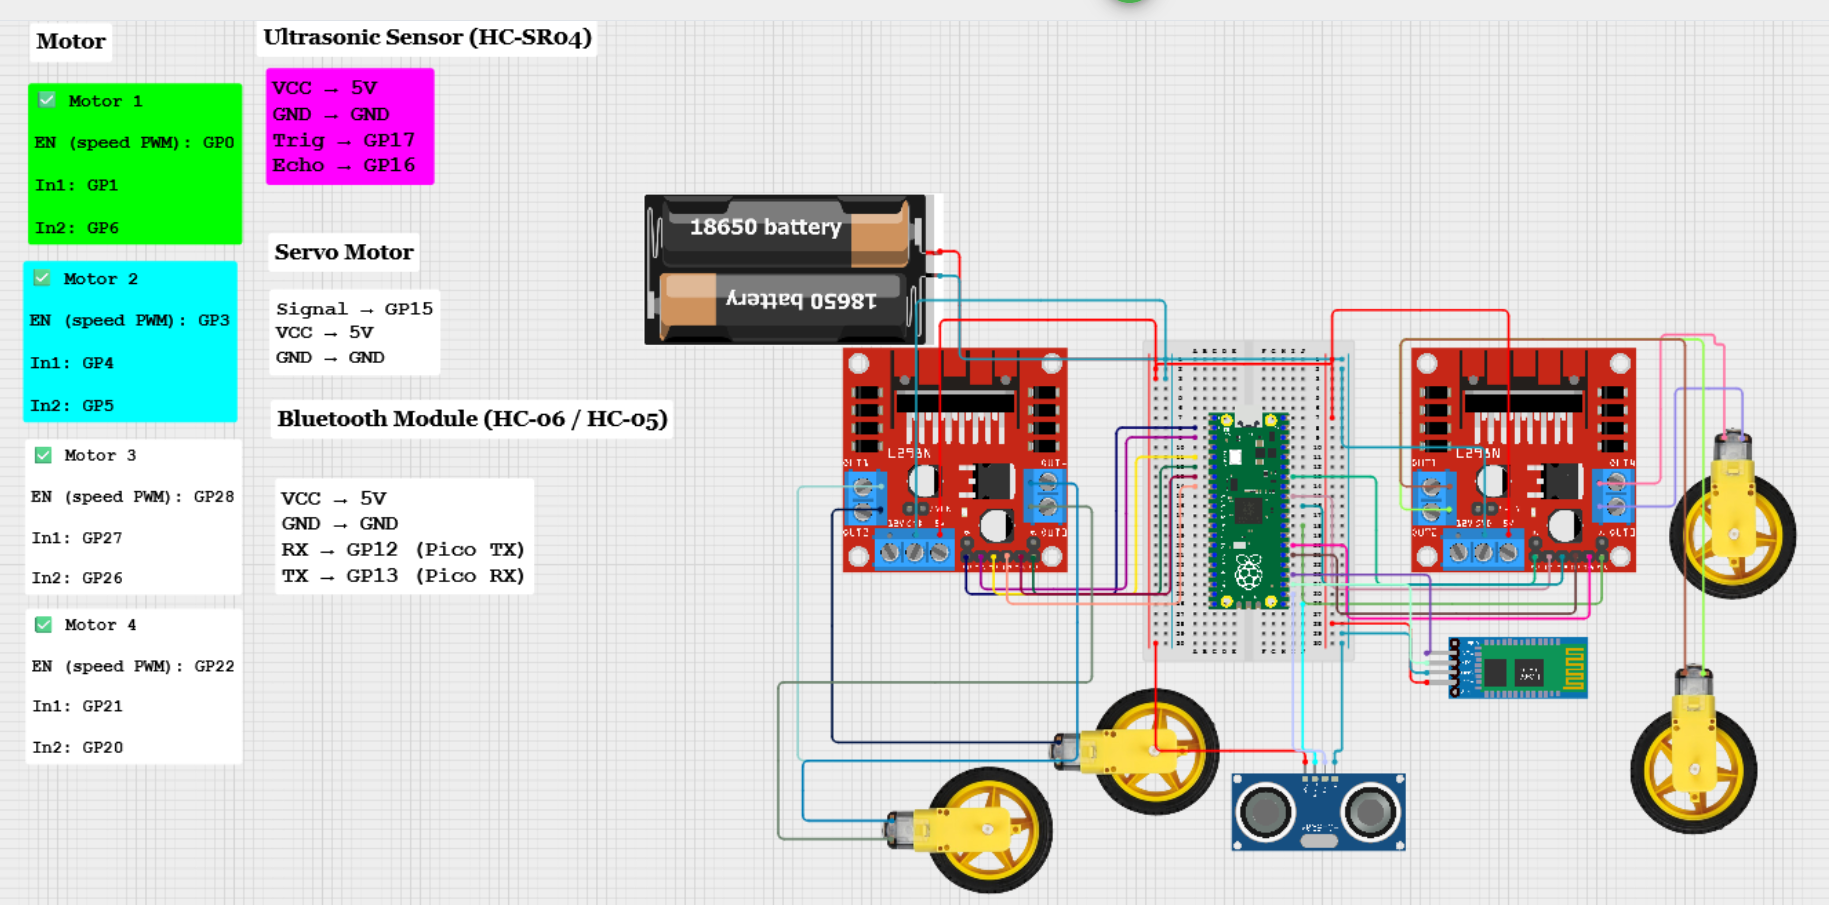 Motor
✅ Motor 1
EN (speed PWM): GP0
In1: GP1
In2: GP6
✅ Motor 2
EN (speed PWM): GP3
In1: GP4
In2: GP5
✅ Motor 3
EN (speed PWM): GP28
In1: GP27
In2: GP26
✅ Motor 4
EN (speed PWM): GP22
In1: GP21
In2: GP20
Ultrasonic Sensor (HC-SR04)
VCC → 5V
GND → GND
Trig → GP17
Echo → GP16
Servo Motor
Signal → GP15
VCC → 5V
GND → GND
Bluetooth Module (HC-06 / HC-05)
VCC → 5V
GND → GND
RX → GP12 (Pico TX)
TX → GP13 (Pico RX)
18650 battery
18650 battery
L298N
L298N